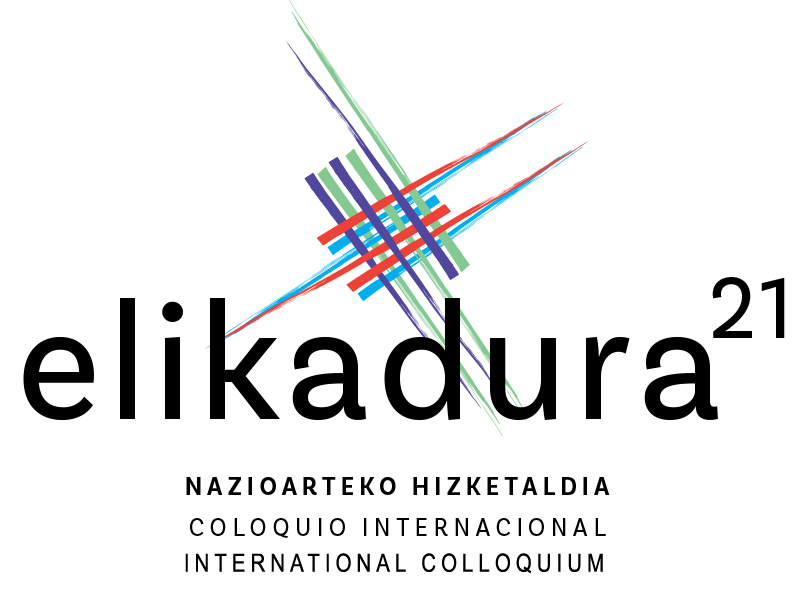 elikadura21
NAZIOARTEKO HIZKETALDIA
COLOQUIO INTERNACIONAL
INTERNATIONAL COLLOQUIUM